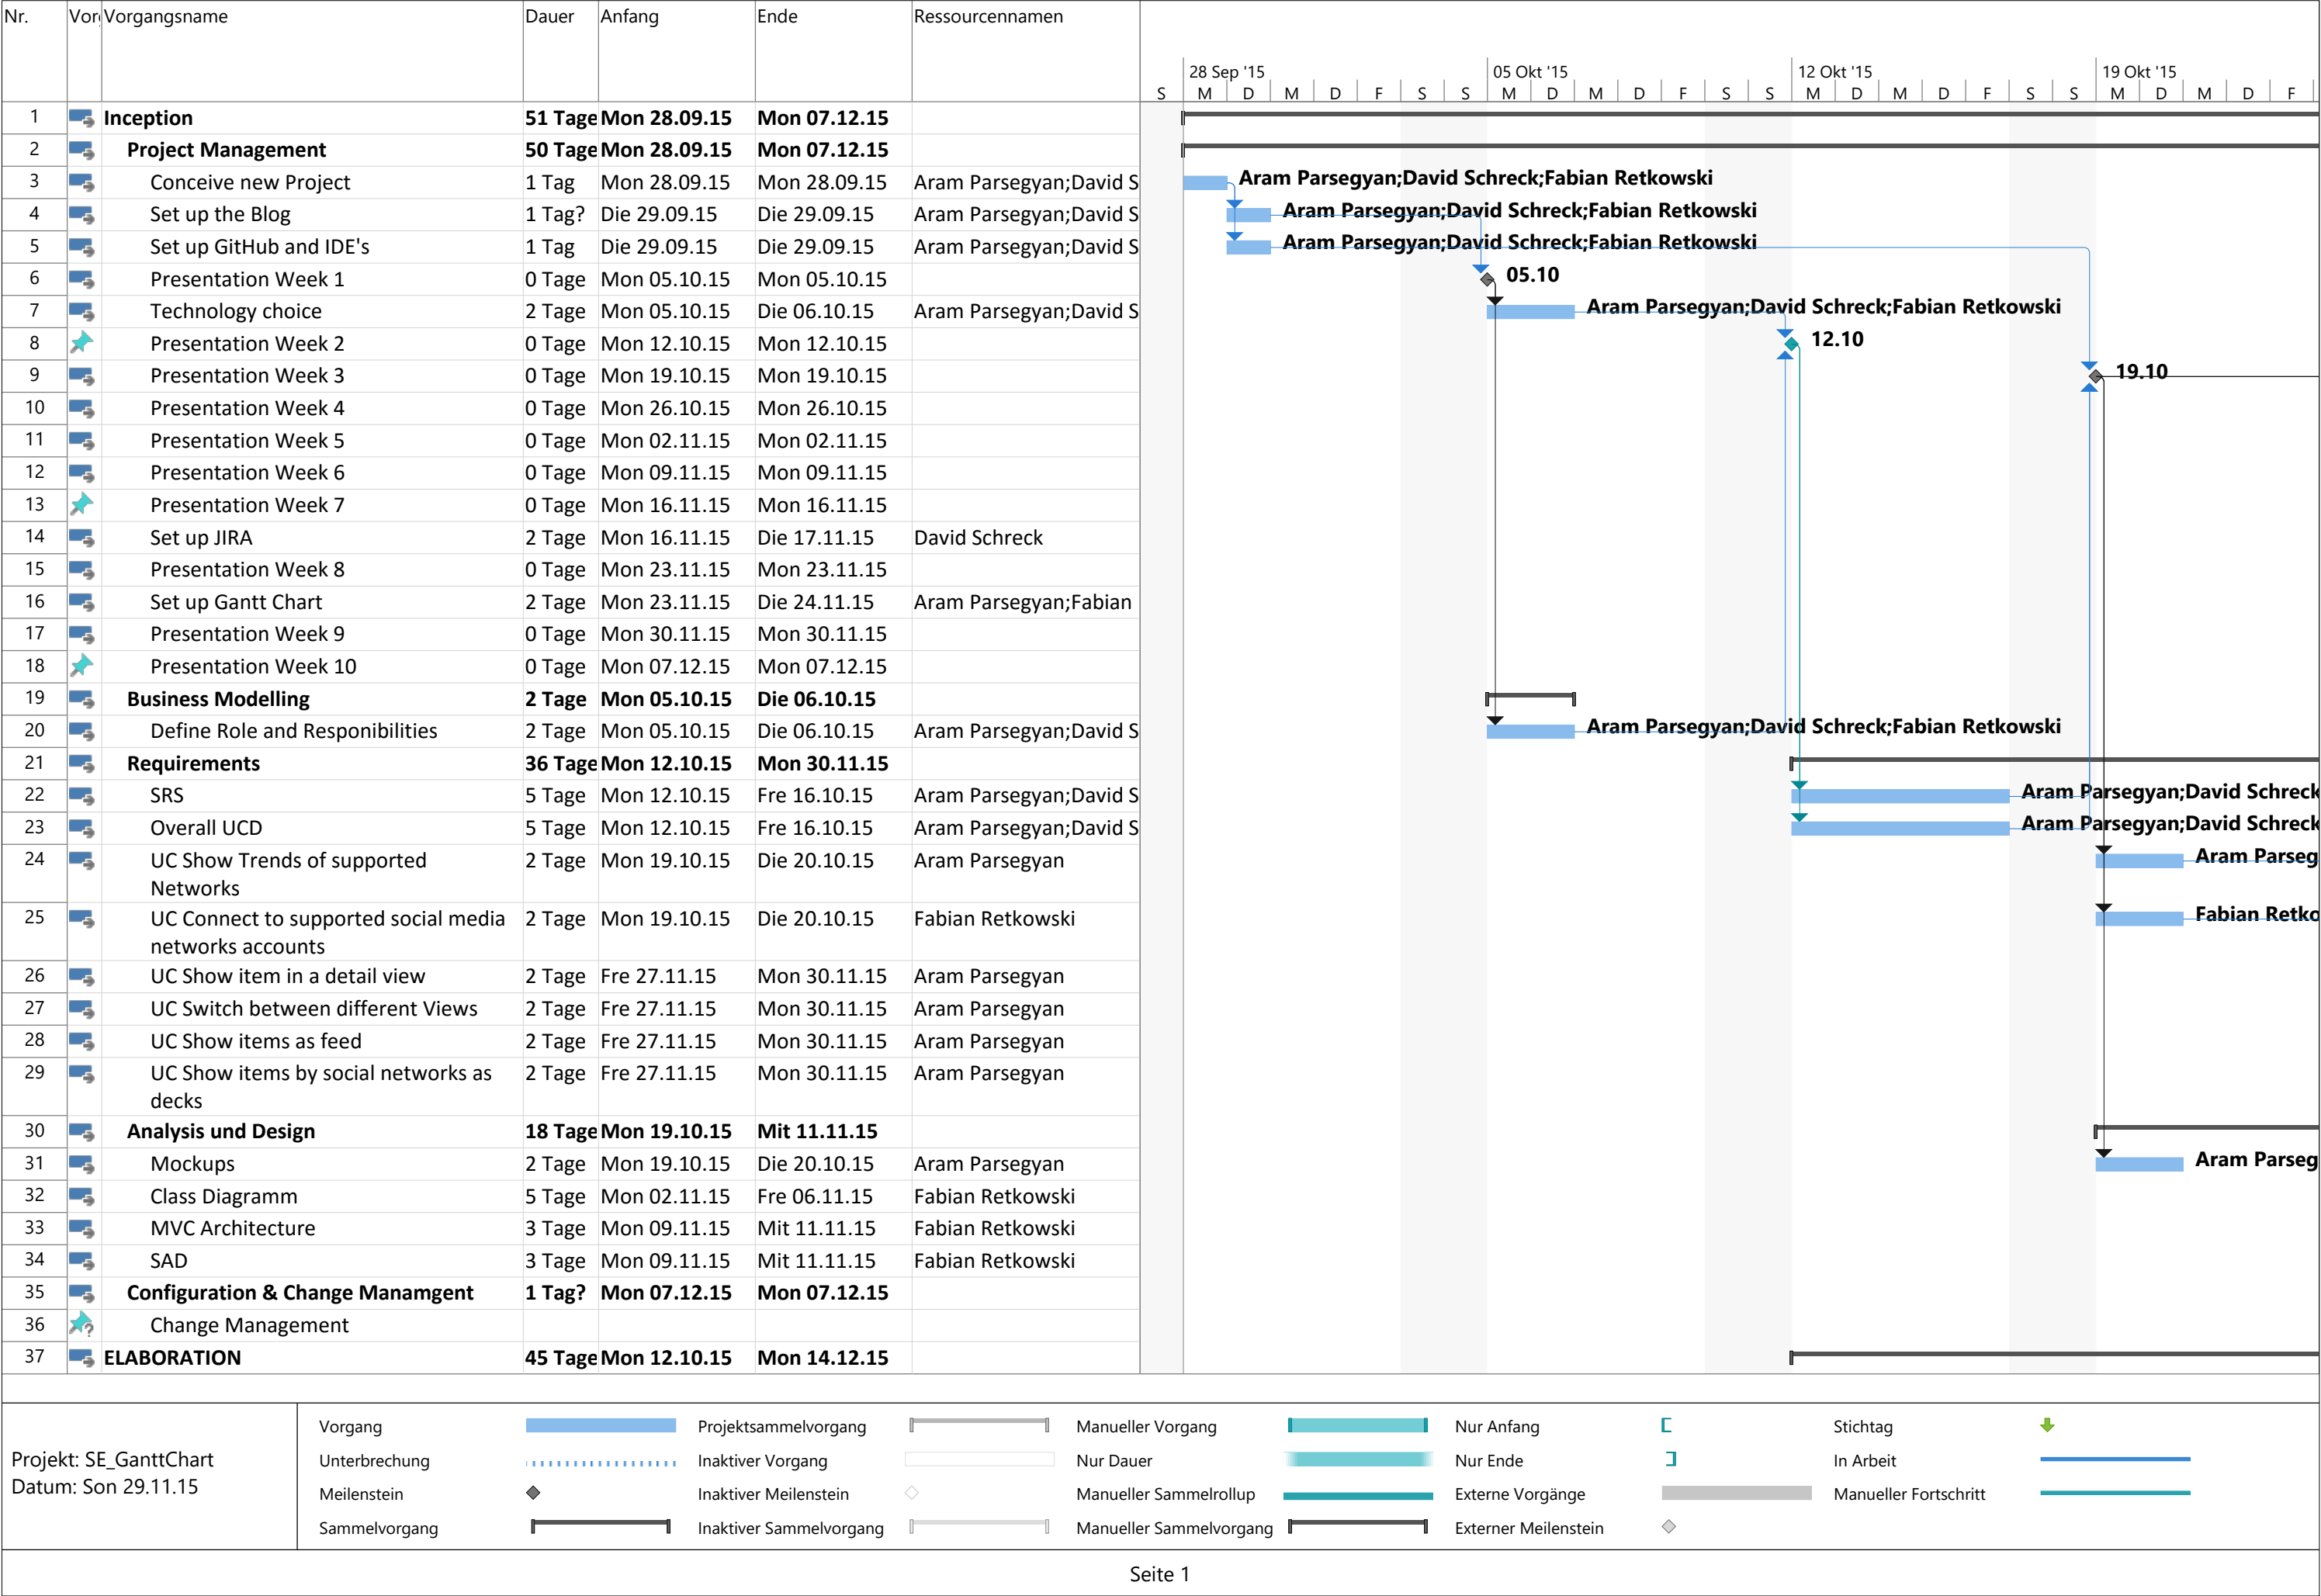 Nr. Vor Vorgangsname Dauer Anfang Ende Ressourcennamen
28 Sep '15 05 Okt '15 12 Okt '15 19 Okt '15
S M D M D F S S M D M D F S S M D M D F S S M D M D F
1 Inception 51 Tage Mon 28.09.15 Mon 07.12.15
2 Project Management 50 Tage Mon 28.09.15 Mon 07.12.15
3 Conceive new Project 1 Tag Mon 28.09.15 Mon 28.09.15 Aram Parsegyan;David S Aram Parsegyan;David Schreck;Fabian Retkowski
4 Set up the Blog 1 Tag? Die 29.09.15 Die 29.09.15 Aram Parsegyan;David S Aram Parsegyan;David Schreck;Fabian Retkowski
5 Set up GitHub and IDE's 1 Tag Die 29.09.15 Die 29.09.15 Aram Parsegyan;David S Aram Parsegyan;David Schreck;Fabian Retkowski
6 Presentation Week 1 0 Tage Mon 05.10.15 Mon 05.10.15 05.10
7 Technology choice 2 Tage Mon 05.10.15 Die 06.10.15 Aram Parsegyan;David S Aram Parsegyan;David Schreck;Fabian Retkowski
8 Presentation Week 2 0 Tage Mon 12.10.15 Mon 12.10.15 12.10
9 Presentation Week 3 0 Tage Mon 19.10.15 Mon 19.10.15 19.10
10 Presentation Week 4 0 Tage Mon 26.10.15 Mon 26.10.15
11 Presentation Week 5 0 Tage Mon 02.11.15 Mon 02.11.15
12 Presentation Week 6 0 Tage Mon 09.11.15 Mon 09.11.15
13 Presentation Week 7 0 Tage Mon 16.11.15 Mon 16.11.15
14 Set up JIRA 2 Tage Mon 16.11.15 Die 17.11.15 David Schreck
15 Presentation Week 8 0 Tage Mon 23.11.15 Mon 23.11.15
16 Set up Gantt Chart 2 Tage Mon 23.11.15 Die 24.11.15 Aram Parsegyan;Fabian
17 Presentation Week 9 0 Tage Mon 30.11.15 Mon 30.11.15
18 Presentation Week 10 0 Tage Mon 07.12.15 Mon 07.12.15
19 Business Modelling 2 Tage Mon 05.10.15 Die 06.10.15
20 Define Role and Responibilities 2 Tage Mon 05.10.15 Die 06.10.15 Aram Parsegyan;David S Aram Parsegyan;David Schreck;Fabian Retkowski
21 Requirements 36 Tage Mon 12.10.15 Mon 30.11.15
22 SRS 5 Tage Mon 12.10.15 Fre 16.10.15 Aram Parsegyan;David S Aram Parsegyan;David Schreck
23 Overall UCD 5 Tage Mon 12.10.15 Fre 16.10.15 Aram Parsegyan;David S Aram Parsegyan;David Schreck
24 UC Show Trends of supported 2 Tage Mon 19.10.15 Die 20.10.15 Aram Parsegyan Aram Parseg
Networks
25 UC Connect to supported social media 2 Tage Mon 19.10.15 Die 20.10.15 Fabian Retkowski Fabian Retko
networks accounts
26 UC Show item in a detail view 2 Tage Fre 27.11.15 Mon 30.11.15 Aram Parsegyan
27 UC Switch between different Views 2 Tage Fre 27.11.15 Mon 30.11.15 Aram Parsegyan
28 UC Show items as feed 2 Tage Fre 27.11.15 Mon 30.11.15 Aram Parsegyan
29 UC Show items by social networks as 2 Tage Fre 27.11.15 Mon 30.11.15 Aram Parsegyan
decks
30 Analysis und Design 18 Tage Mon 19.10.15 Mit 11.11.15
31 Mockups 2 Tage Mon 19.10.15 Die 20.10.15 Aram Parsegyan Aram Parseg
32 Class Diagramm 5 Tage Mon 02.11.15 Fre 06.11.15 Fabian Retkowski
33 MVC Architecture 3 Tage Mon 09.11.15 Mit 11.11.15 Fabian Retkowski
34 SAD 3 Tage Mon 09.11.15 Mit 11.11.15 Fabian Retkowski
35 Configuration & Change Manamgent 1 Tag? Mon 07.12.15 Mon 07.12.15
36 Change Management
37 ELABORATION 45 Tage Mon 12.10.15 Mon 14.12.15
Projekt: SE_GanttChart
Datum: Son 29.11.15
Vorgang Projektsammelvorgang Manueller Vorgang Nur Anfang Stichtag
Unterbrechung Inaktiver Vorgang Nur Dauer Nur Ende In Arbeit
Meilenstein Inaktiver Meilenstein Manueller Sammelrollup Externe Vorgänge Manueller Fortschritt
Sammelvorgang Inaktiver Sammelvorgang Manueller Sammelvorgang Externer Meilenstein
Seite 1